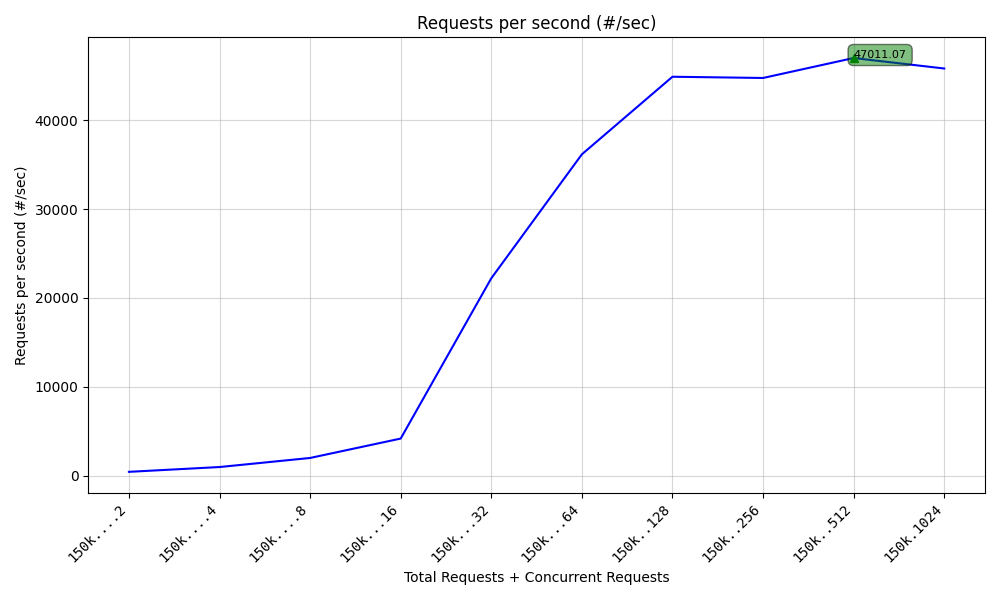 Requests per second (#/sec)
47011.07
40000
30000
20000
10000
0
Requests per second (#/sec)
150k....2
150k....4
150k....8
150k...16
150k...32
150k...64
150k..128
150k..256
150k..512
150k.1024
Total Requests + Concurrent Requests